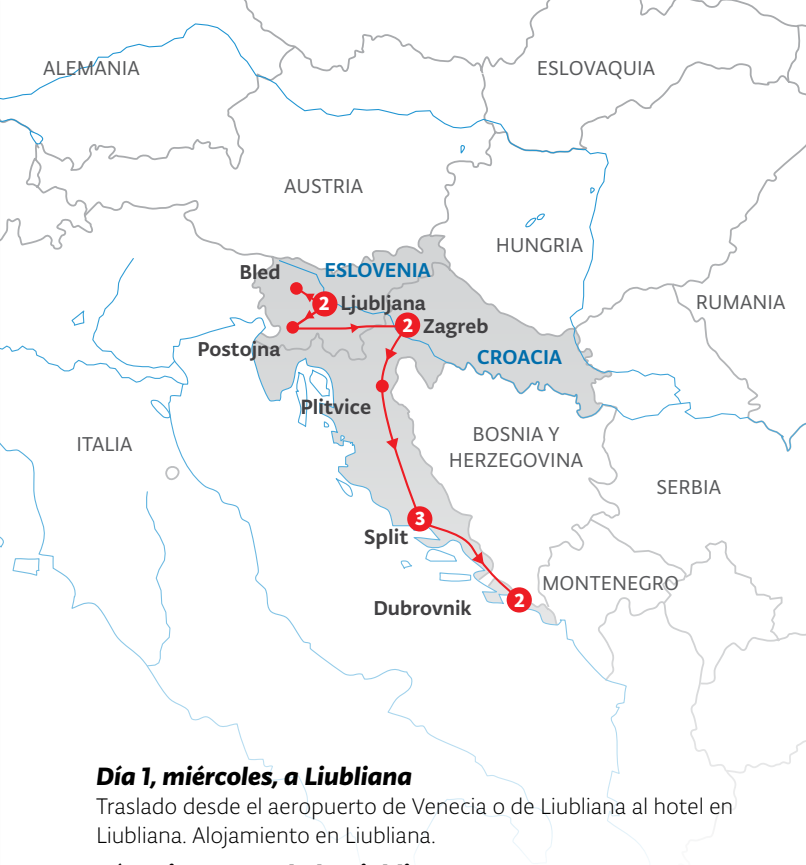 ALEMANIA
ESLOVAQUIA
AUSTRIA
HUNGRIA
Bled
ESLOVENIA
2 Ljubljana
RUMANIA
2 Zagreb
Postojna
CROACIA
Plitvice
ITALIA
BOSNIA Y
HERZEGOVINA
SERBIA
3
Split
MONTENEGRO
2
Dubrovnik
Día 1, miércoles, a Liubliana
Traslado desde el aeropuerto de Venecia o de Liubliana al hotel en
Liubliana. Alojamiento en Liubliana.